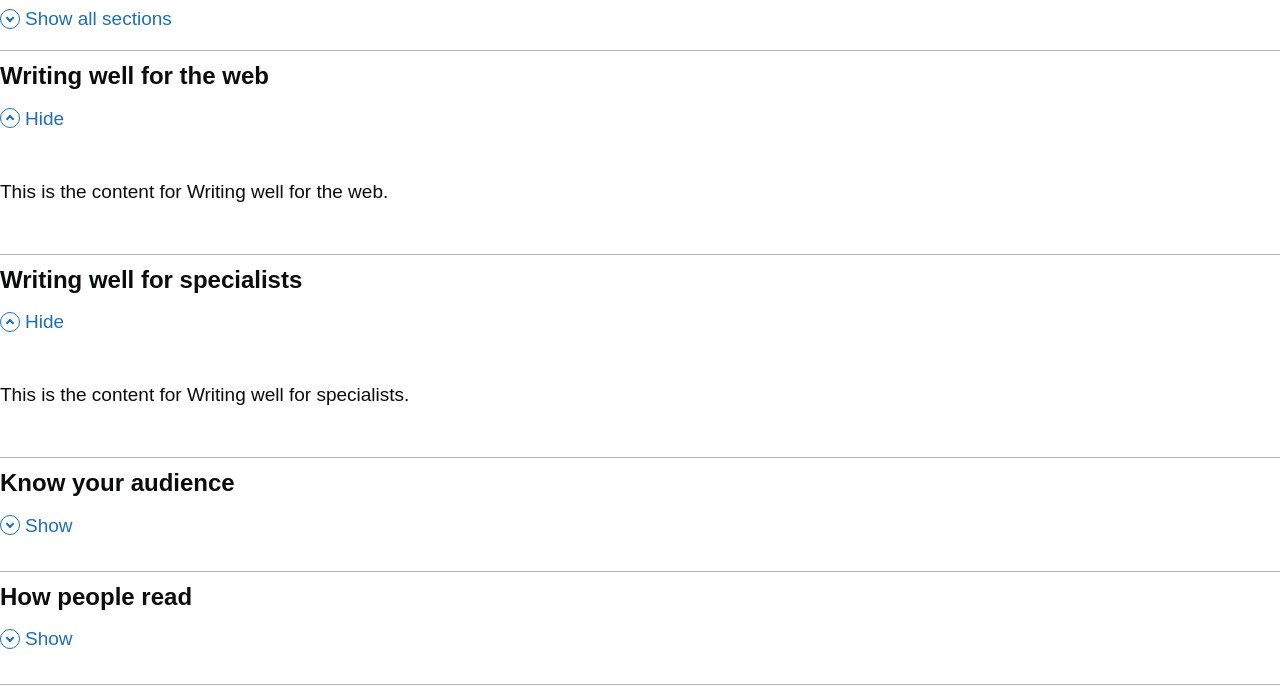 Show all sections
Writing well for the web
Hide
This is the content for Writing well for the web.
Writing well for specialists
Hide
This is the content for Writing well for specialists.
Know your audience
Show
How people read
Show